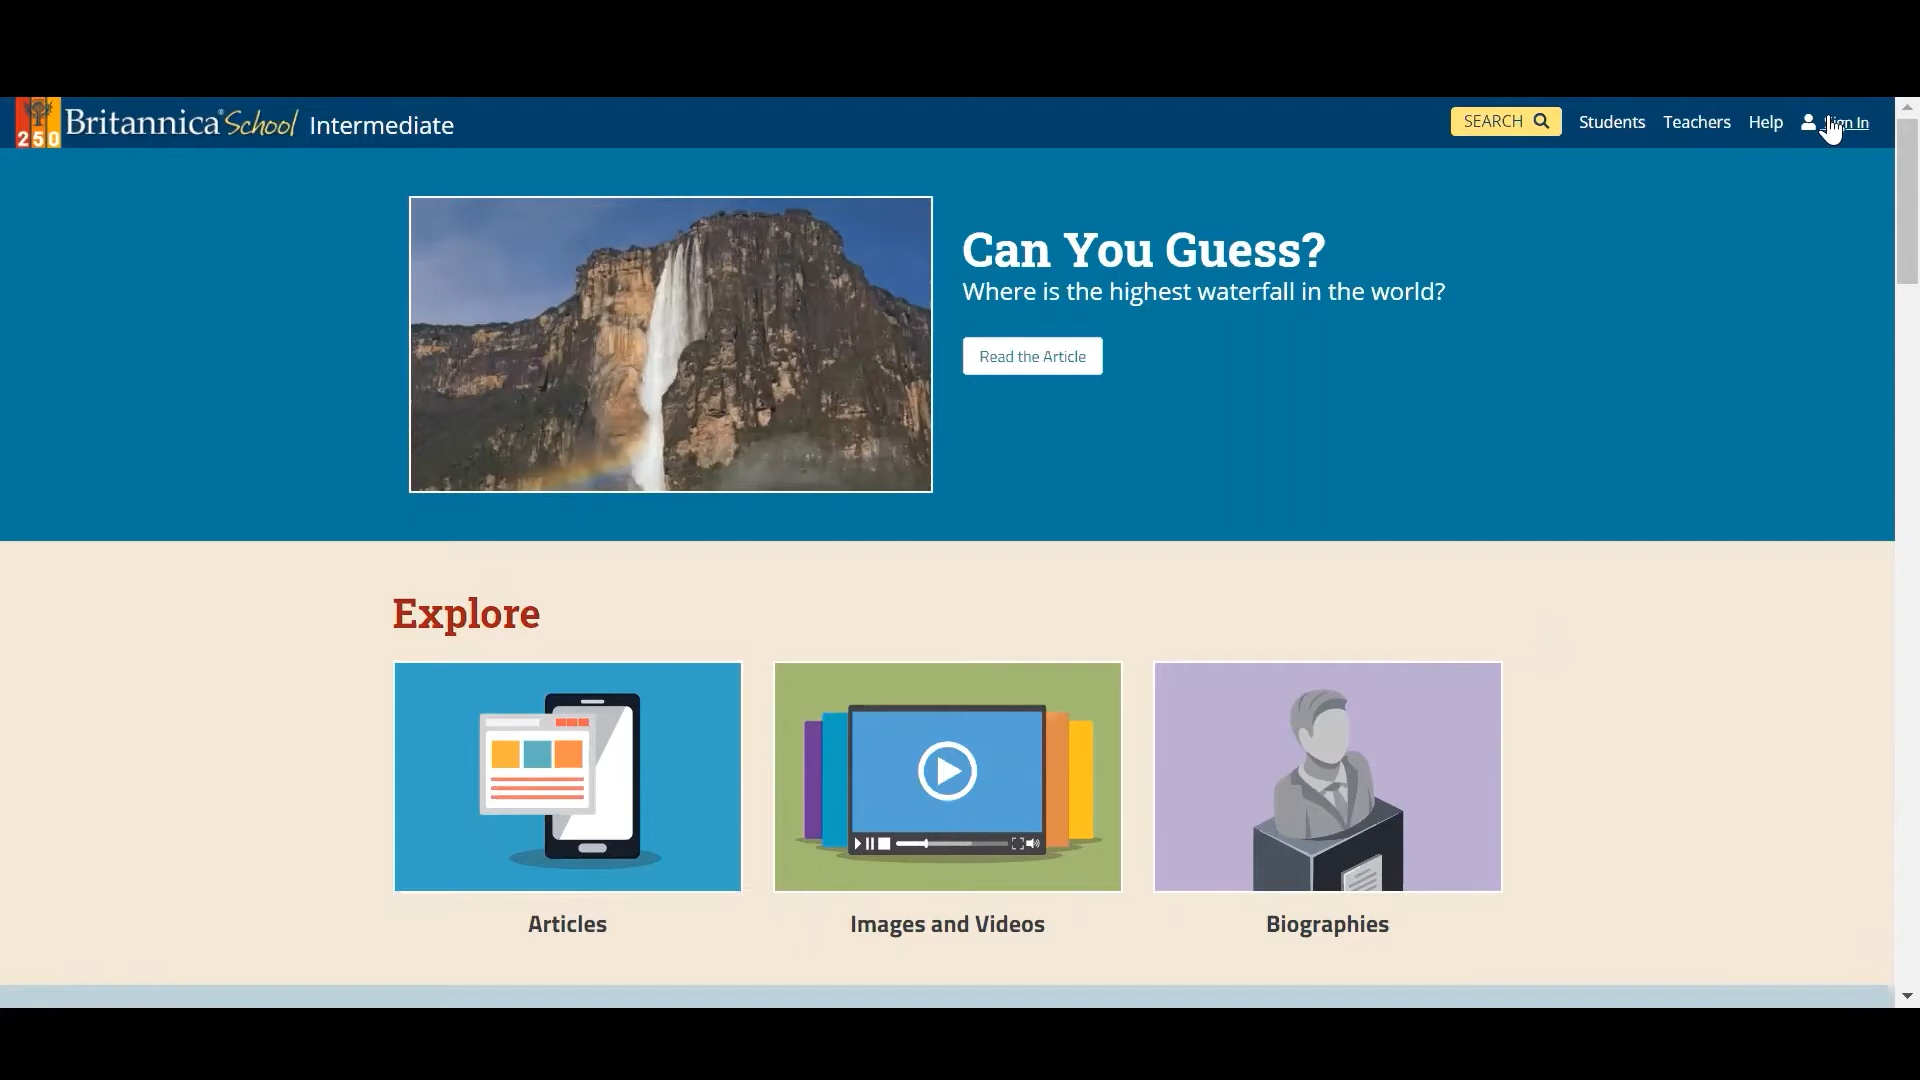 250 Britannica School Intermediate SEARCH Students Teachers Help In
Can You Guess?
Where is the highest waterfall in the world?
Read the Article
Explore
Articles Images and Videos Biographies